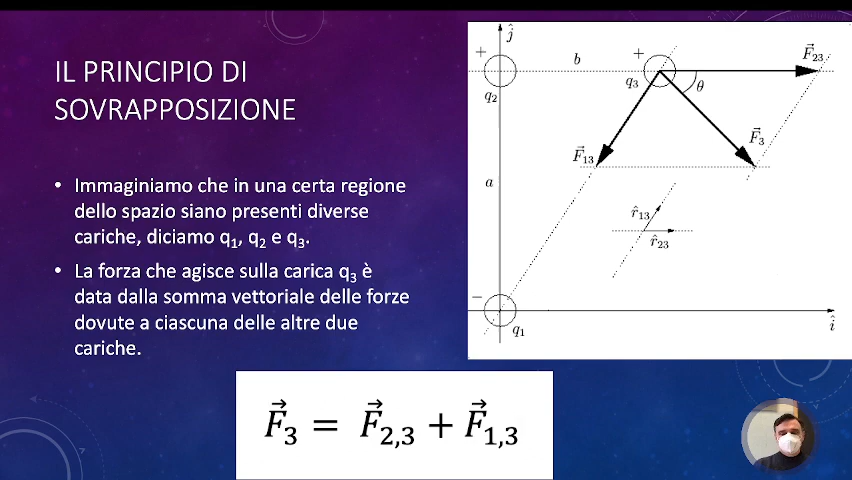 IL PRINCIPIO DI
SOVRAPPOSIZIONE
• Immaginiamo che in una certa regione
dello spazio siano presenti diverse
cariche, diciamo q₁, q₂ e q₃.
• La forza che agisce sulla carica q₃ è
data dalla somma vettoriale delle forze
dovute a ciascuna delle altre due
cariche.
ĵ
+ b + F⃗₂₃
q₂ q₃ θ
F⃗₁₃ F⃗₃
a
r̂₁₃
r̂₂₃
−
q₁ î
F⃗₃ = F⃗₂,₃ + F⃗₁,₃